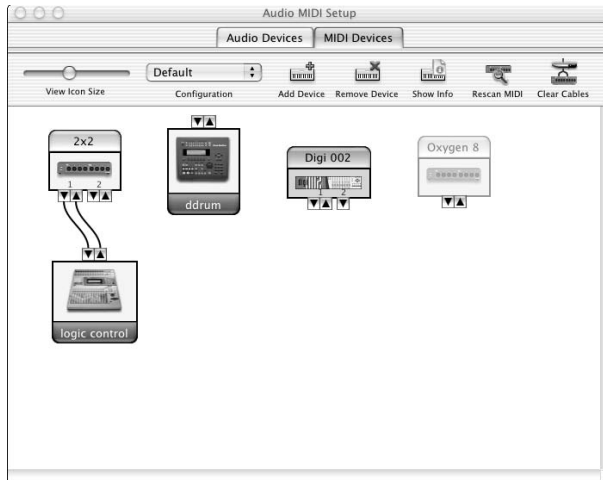 Audio MIDI Setup
Audio Devices MIDI Devices
Default
View Icon Size Configuration Add Device Remove Device Show Info Rescan MIDI Clear Cables
2x2
1 2
ddrum
Digi 002
1 2
Oxygen 8
logic control